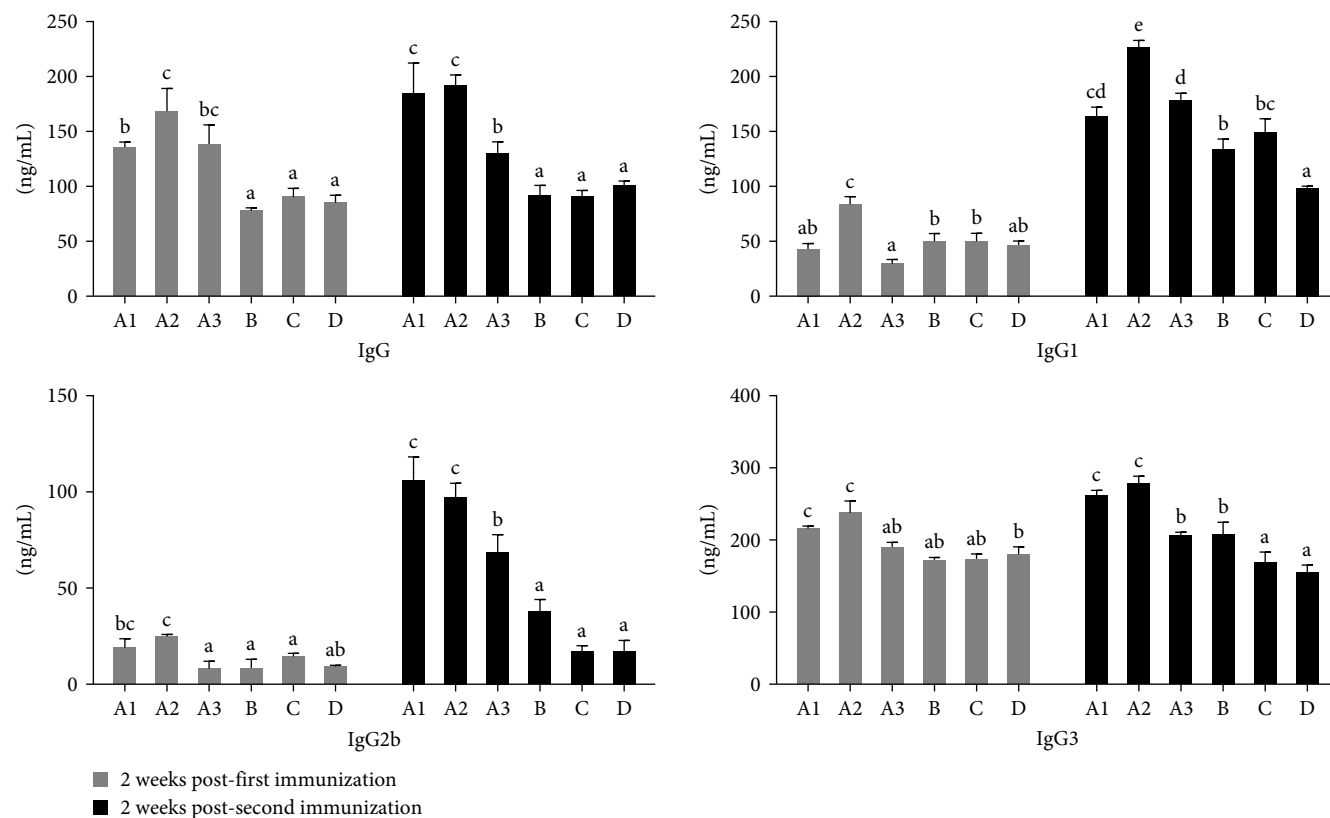 250
200
150
100
50
0
(ng/mL)
b c bc a a a c c b a a a
A1 A2 A3 B C D A1 A2 A3 B C D
IgG
250
200
150
100
50
0
(ng/mL)
ab c a b b ab cd e d b bc a
A1 A2 A3 B C D A1 A2 A3 B C D
IgG1
150
100
50
0
(ng/mL)
bc c a a a ab c c b a a a
A1 A2 A3 B C D A1 A2 A3 B C D
IgG2b
400
300
200
100
0
(ng/mL)
c c ab ab ab b c c b b a a
A1 A2 A3 B C D A1 A2 A3 B C D
IgG3
2 weeks post-first immunization
2 weeks post-second immunization